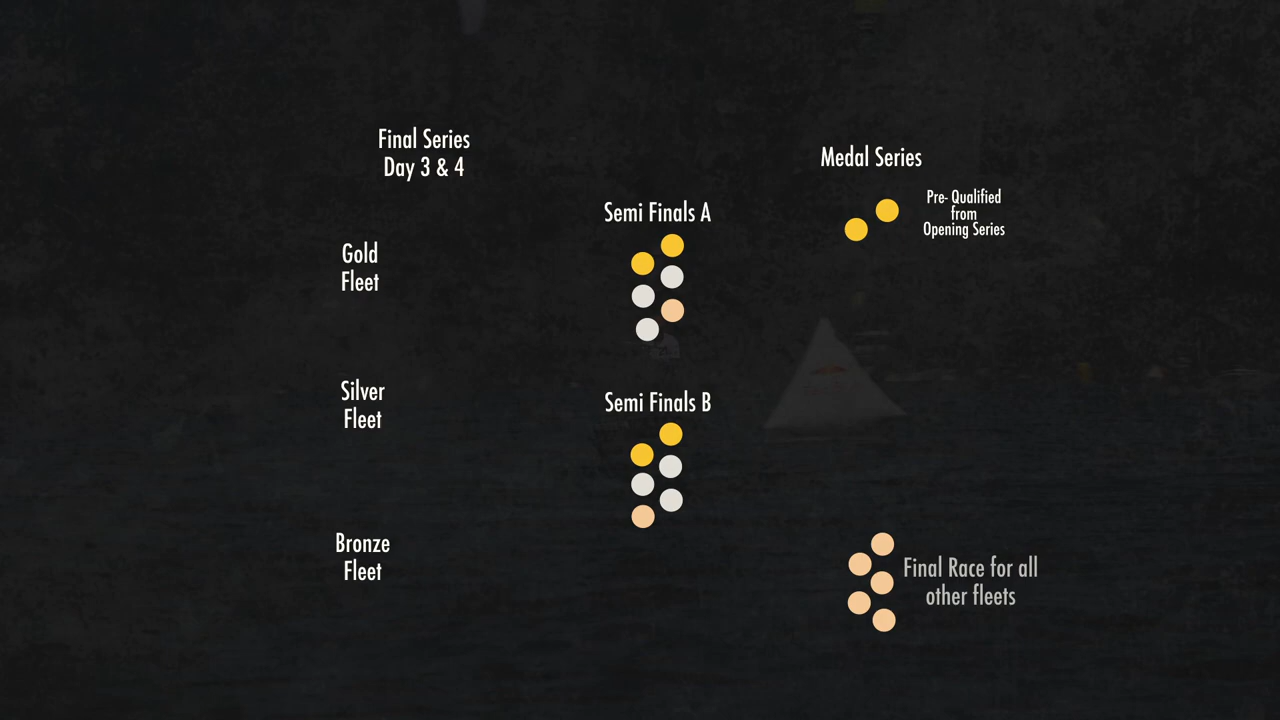 Final Series
Day 3 & 4
Medal Series
Pre- Qualified
from
Opening Series
Semi Finals A
Gold
Fleet
Silver
Fleet
Semi Finals B
Bronze
Fleet
Final Race for all
other fleets